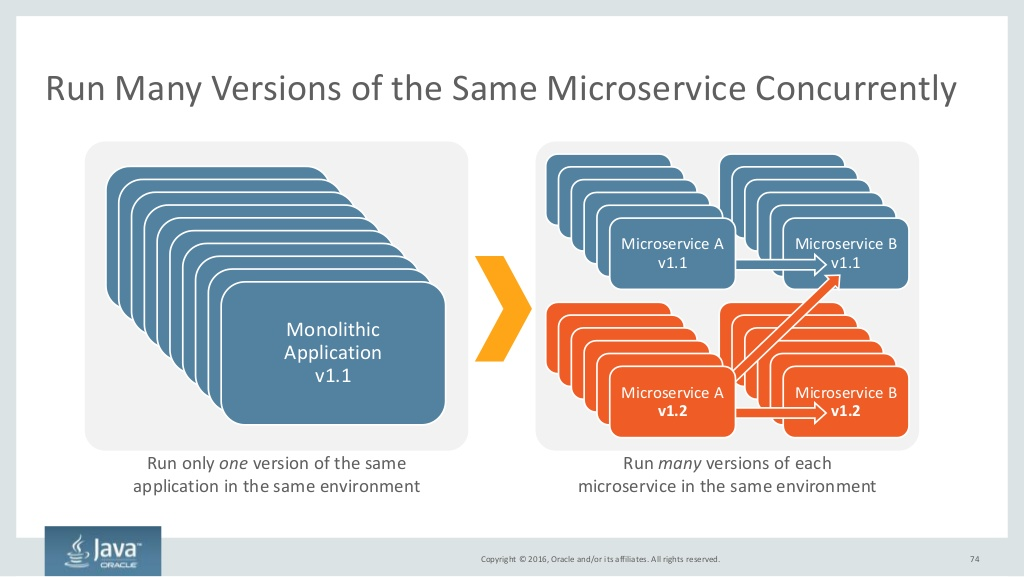 Run Many Versions of the Same Microservice Concurrently
Monolithic
Application
v1.1
Microservice A
v1.1
Microservice B
v1.1
Microservice A
v1.2
Microservice B
v1.2
Run only one version of the same
application in the same environment
Run many versions of each
microservice in the same environment
Java™
ORACLE
Copyright © 2016, Oracle and/or its affiliates. All rights reserved.
74